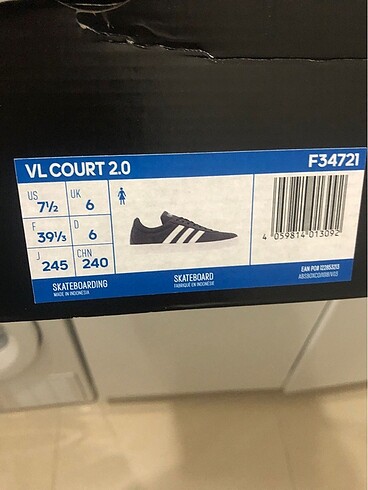 VL COURT 2.0 F34721
US 7½ UK 6
F 39⅓ D 6
J 245 CHN 240
4 059814 013092
SKATEBOARDING
MADE IN INDONESIA
SKATEBOARD
FABRIQUÉ EN INDONÉSIE